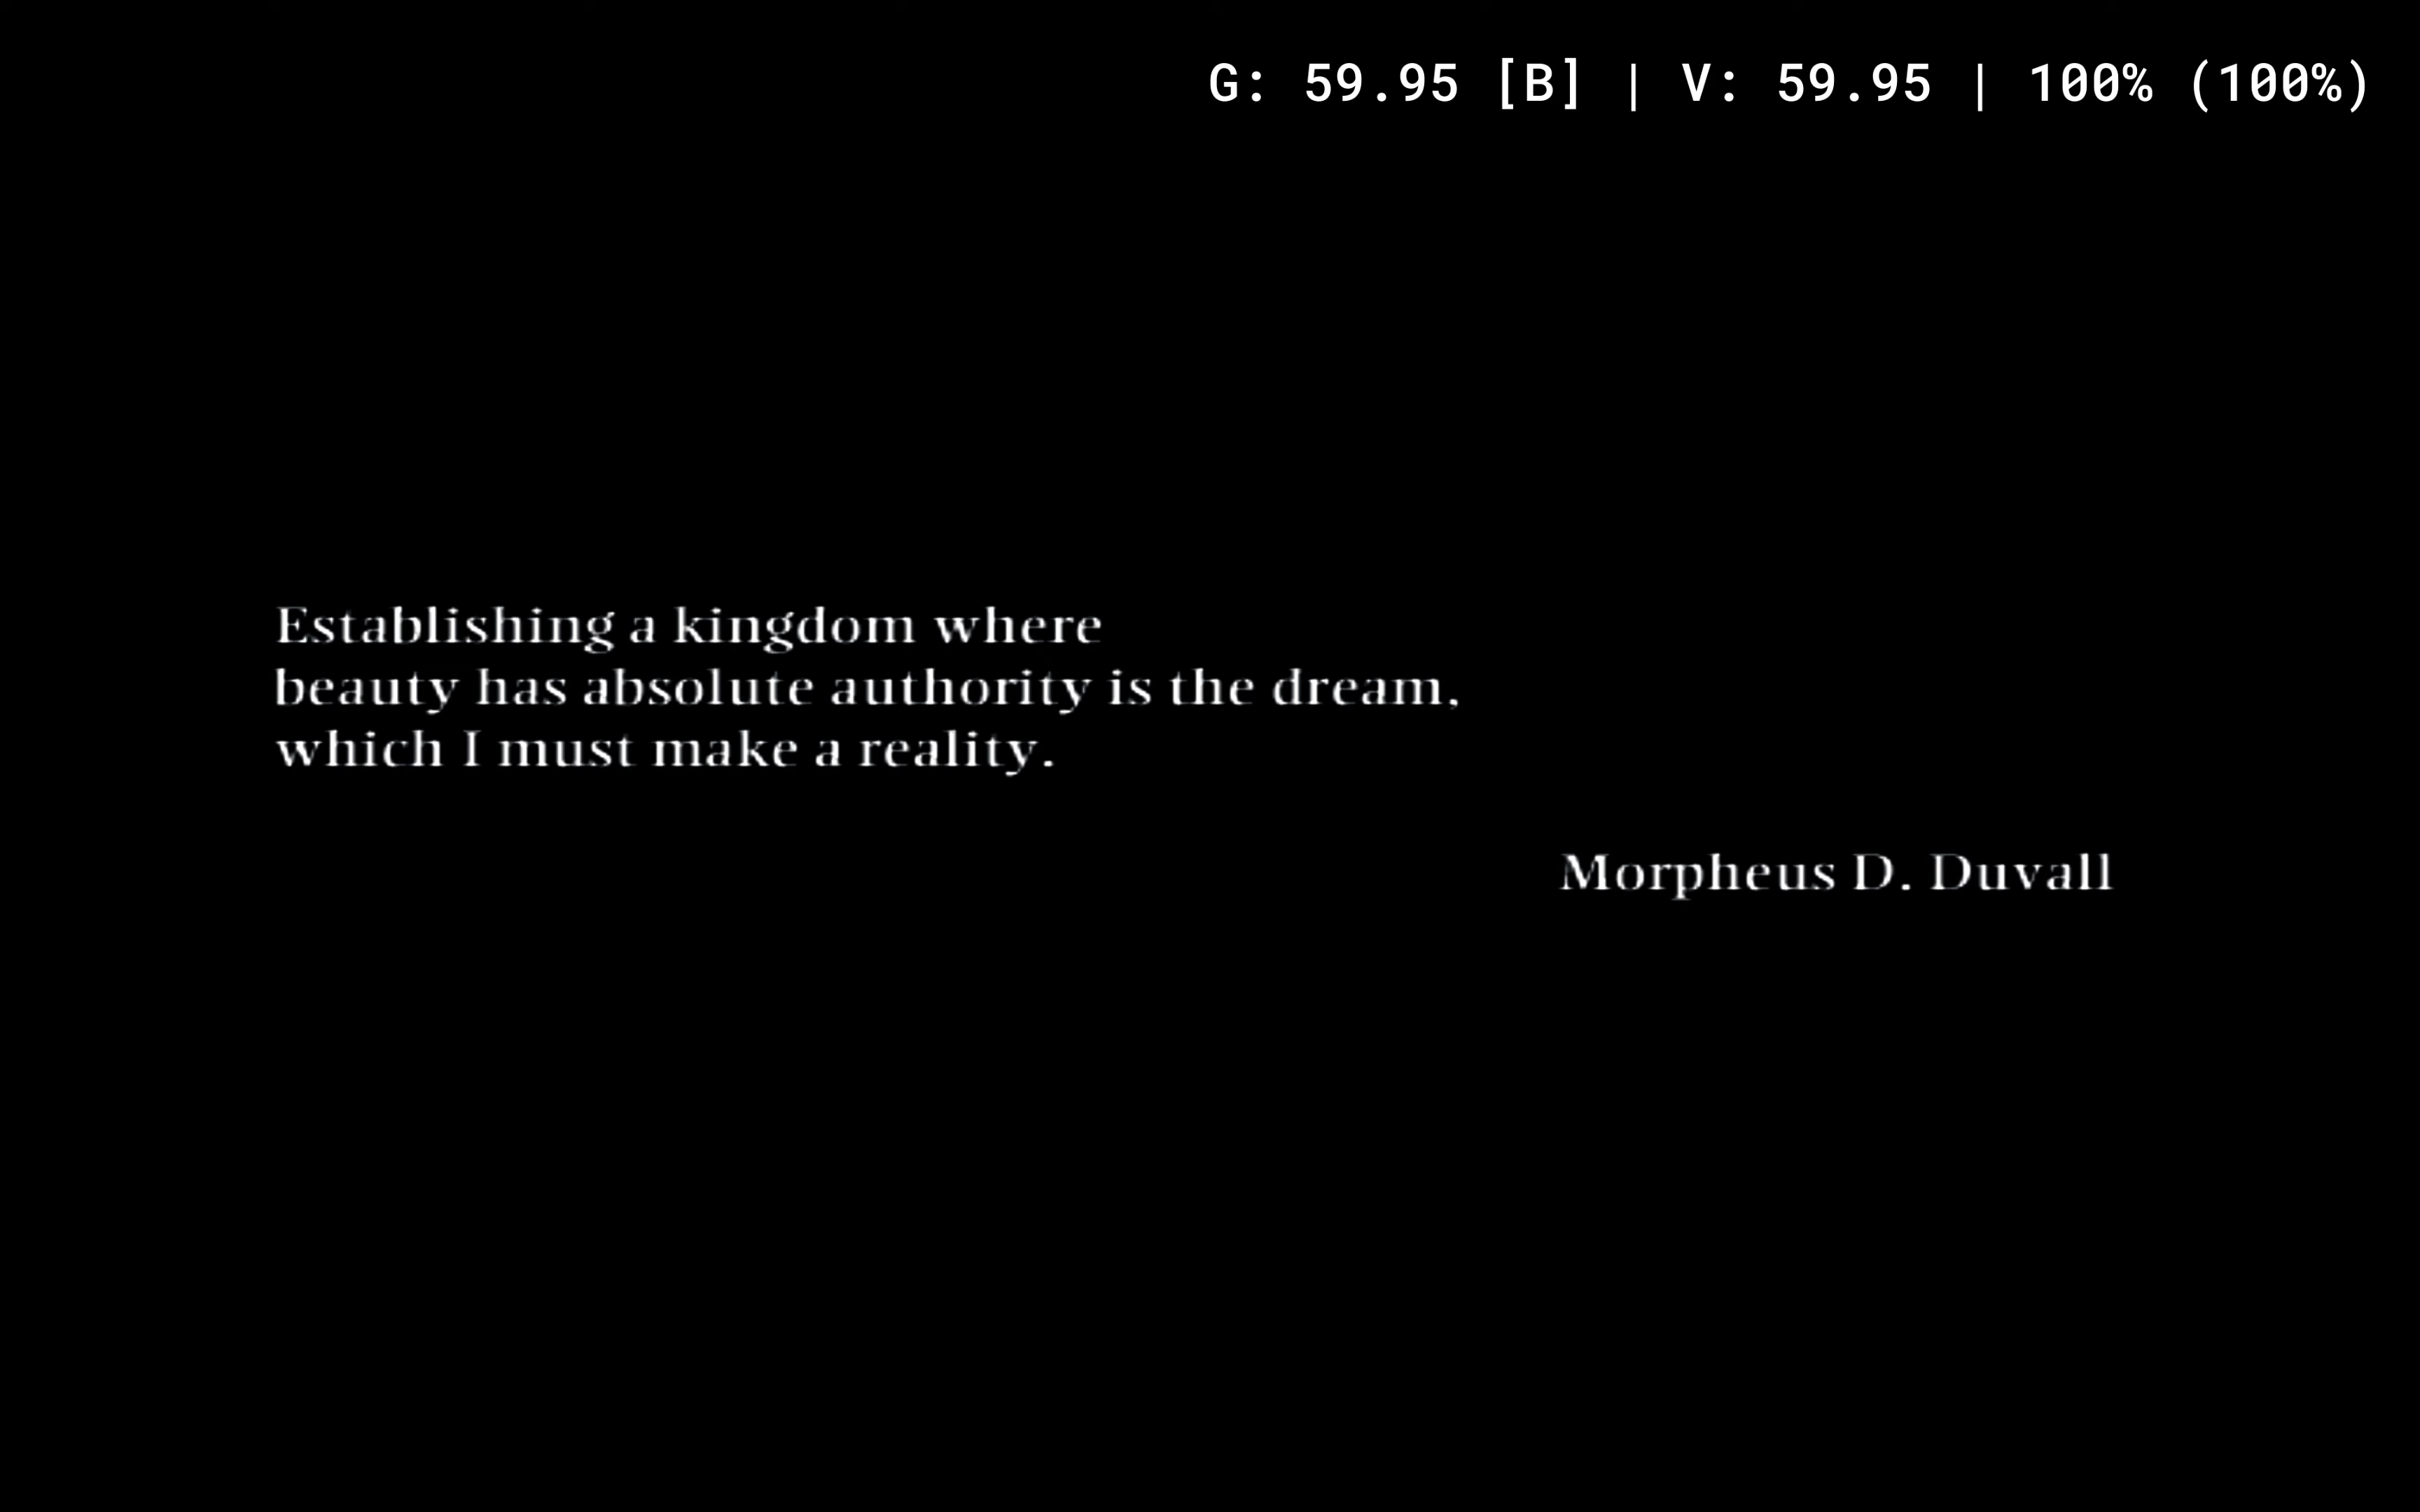 G: 59.95 [B] | V: 59.95 | 100% (100%)
Establishing a kingdom where
beauty has absolute authority is the dream,
which I must make a reality.
Morpheus D. Duvall